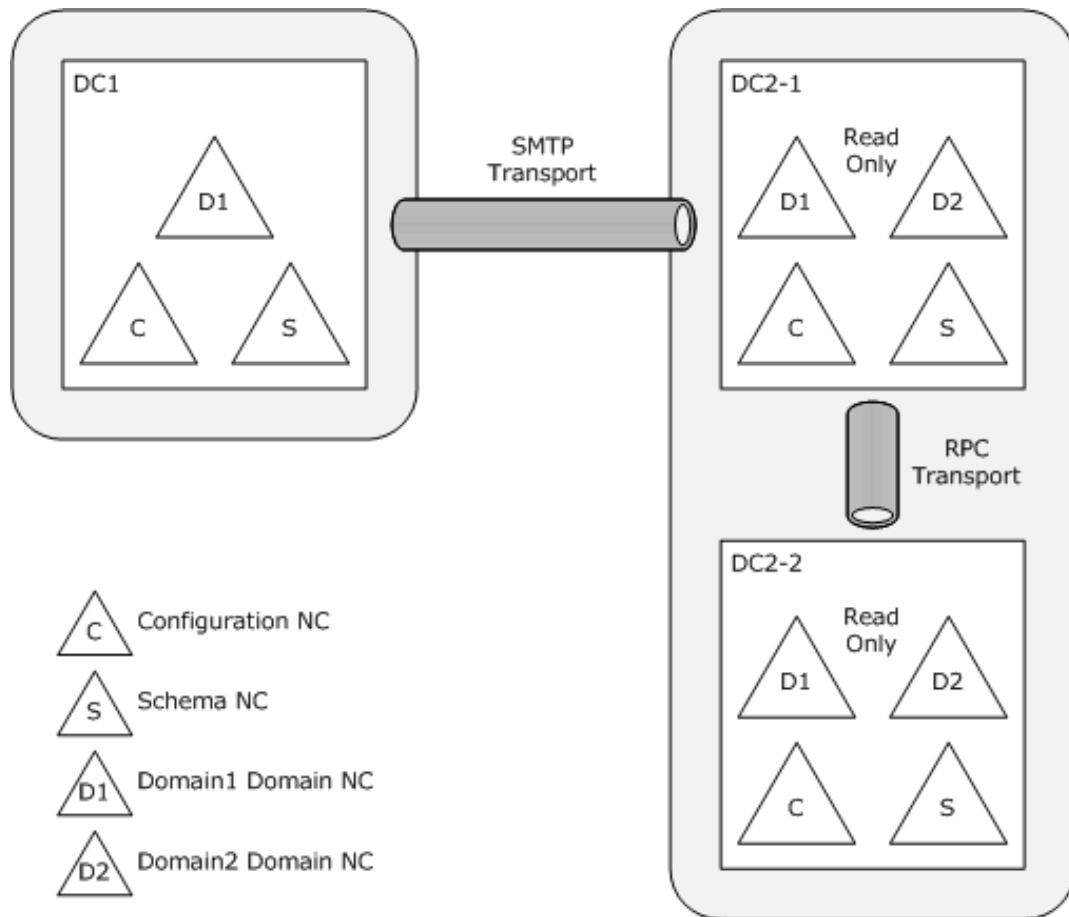 DC1
D1
C
S
SMTP
Transport
DC2-1
Read
Only
D1
D2
C
S
RPC
Transport
DC2-2
Read
Only
D1
D2
C
S
C Configuration NC
S Schema NC
D1 Domain1 Domain NC
D2 Domain2 Domain NC